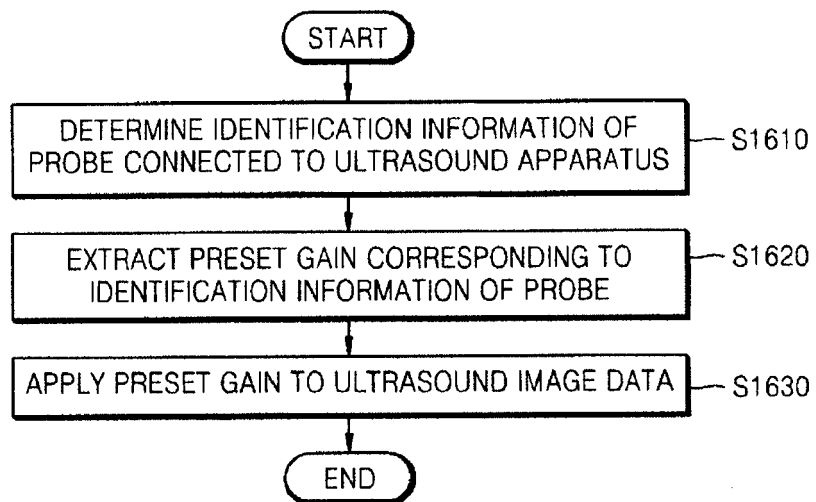 START
DETERMINE IDENTIFICATION INFORMATION OF
PROBE CONNECTED TO ULTRASOUND APPARATUS
S1610
EXTRACT PRESET GAIN CORRESPONDING TO
IDENTIFICATION INFORMATION OF PROBE
S1620
APPLY PRESET GAIN TO ULTRASOUND IMAGE DATA
S1630
END